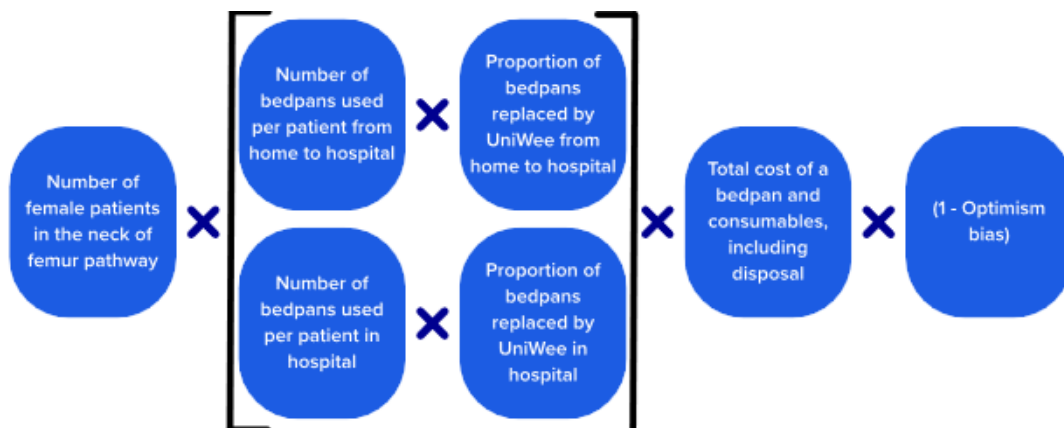 Number of
female patients
in the neck of
femur pathway
×
Number of
bedpans used
per patient from
home to hospital
×
Proportion of
bedpans
replaced by
UniWee from
home to hospital
Number of
bedpans used
per patient in
hospital
×
Proportion of
bedpans
replaced by
UniWee in
hospital
×
Total cost of a
bedpan and
consumables,
including
disposal
×
(1 - Optimism
bias)